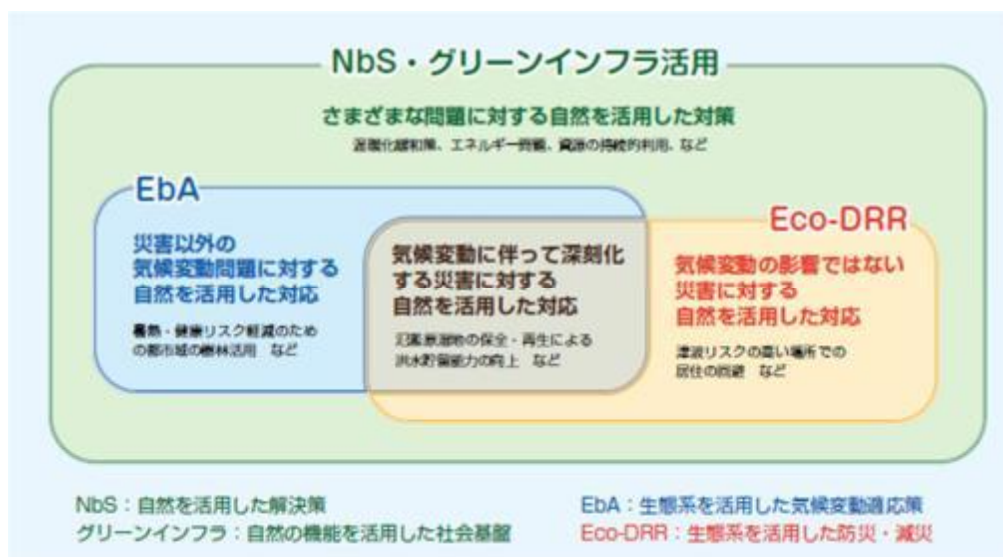 NbS・グリーンインフラ活用
さまざまな問題に対する自然を活用した対策
温暖化緩和策、エネルギー問題、資源の持続的利用、など
EbA
災害以外の
気候変動問題に対する
自然を活用した対応
暑熱・健康リスク軽減のため
の都市域の樹林活用　など
気候変動に伴って深刻化
する災害に対する
自然を活用した対応
氾濫原湿地の保全・再生による
洪水貯留能力の向上　など
Eco-DRR
気候変動の影響ではない
災害に対する
自然を活用した対応
津波リスクの高い場所での
居住の回避　など
NbS：自然を活用した解決策
グリーンインフラ：自然の機能を活用した社会基盤
EbA：生態系を活用した気候変動適応策
Eco-DRR：生態系を活用した防災・減災